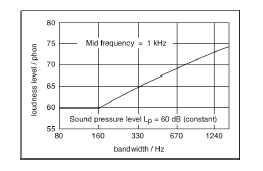 80
75
Mid frequency = 1 kHz
70
65
60
Sound pressure level Lp = 60 dB (constant)
55
80 160 330 670 1240
loudness level / phon
bandwidth / Hz